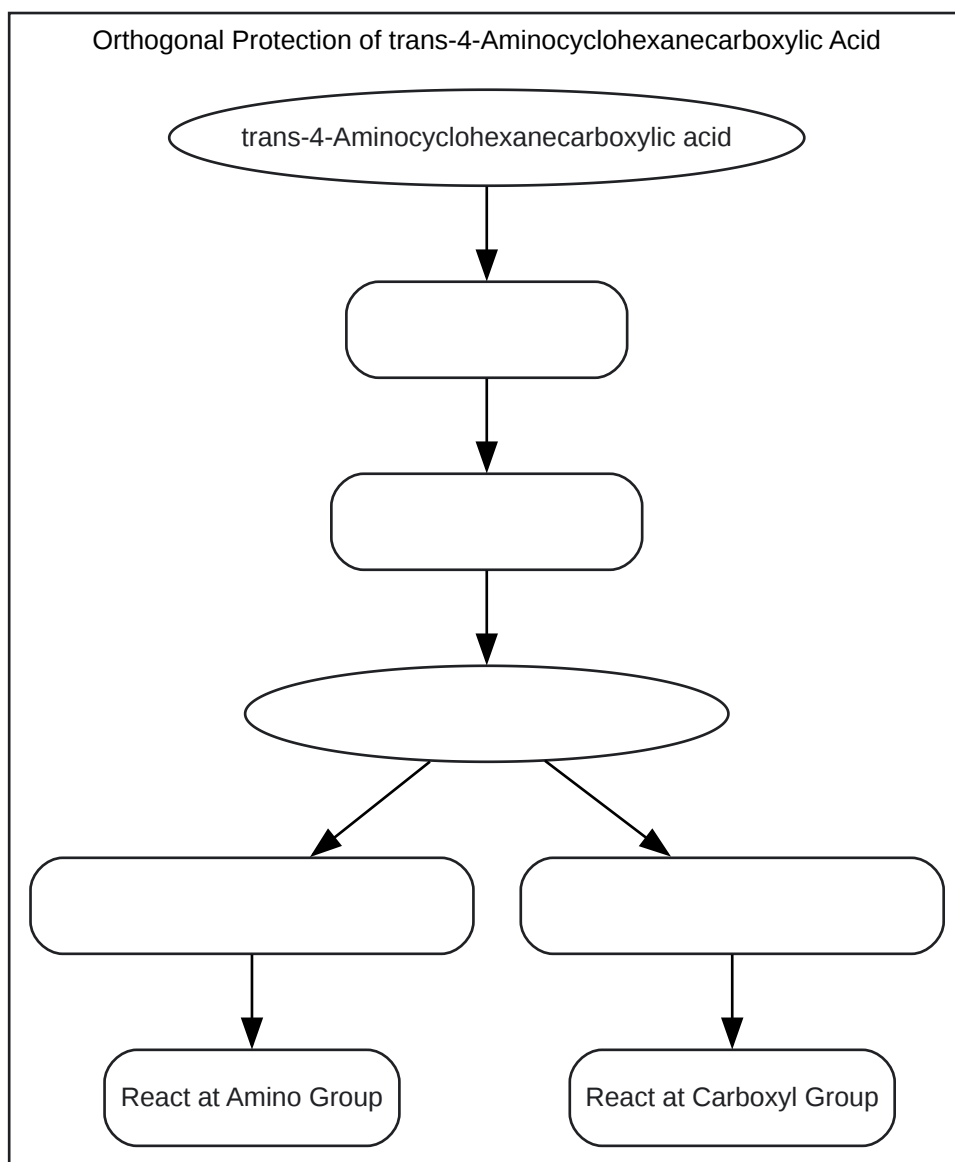 Orthogonal Protection of trans-4-Aminocyclohexanecarboxylic Acid
trans-4-Aminocyclohexanecarboxylic acid
React at Amino Group
React at Carboxyl Group